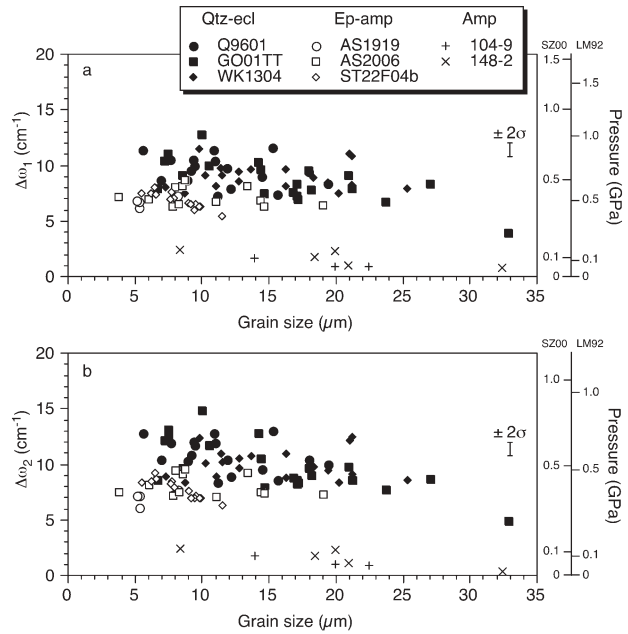 Qtz-ecl Ep-amp Amp
Q9601 AS1919 104-9
GO01TT AS2006 148-2
WK1304 ST22F04b
SZ00 LM92
a
± 2σ
Δω1 (cm-1)
20
15
10
5
0
0 5 10 15 20 25 30 35
Grain size (μm)
1.5
1.0
0.5
0.1
0
1.5
1.0
0.5
0.1
0
Pressure (GPa)
SZ00 LM92
b
± 2σ
Δω2 (cm-1)
20
15
10
5
0
0 5 10 15 20 25 30 35
Grain size (μm)
1.0
0.5
0.1
0
1.0
0.5
0.1
0
Pressure (GPa)